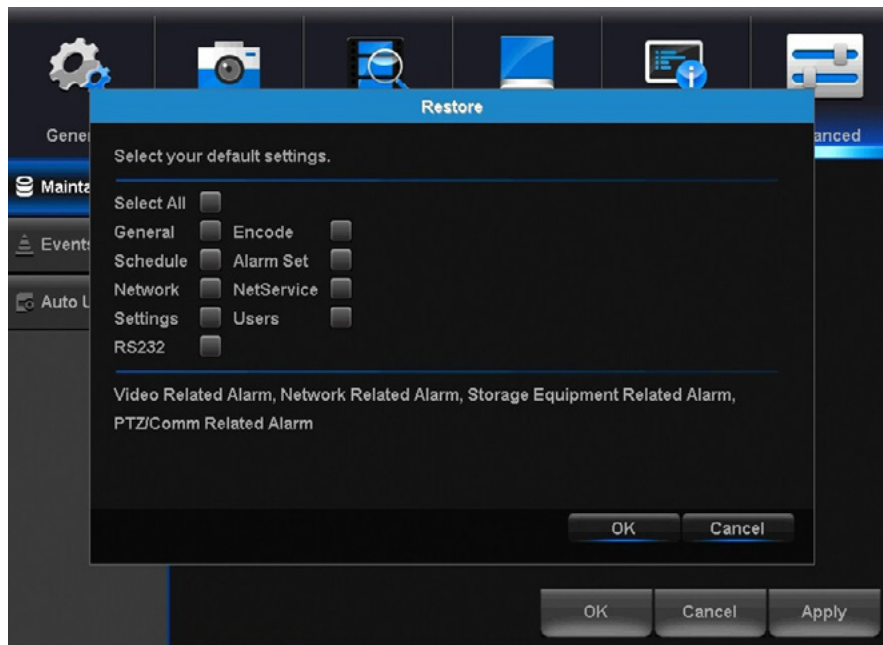 Restore
Gene
anced
Select your default settings.
Mainta
Select All
General Encode
Events
Schedule Alarm Set
Network NetService
Auto U
Settings Users
RS232
Video Related Alarm, Network Related Alarm, Storage Equipment Related Alarm,
PTZ/Comm Related Alarm
OK Cancel
OK Cancel Apply